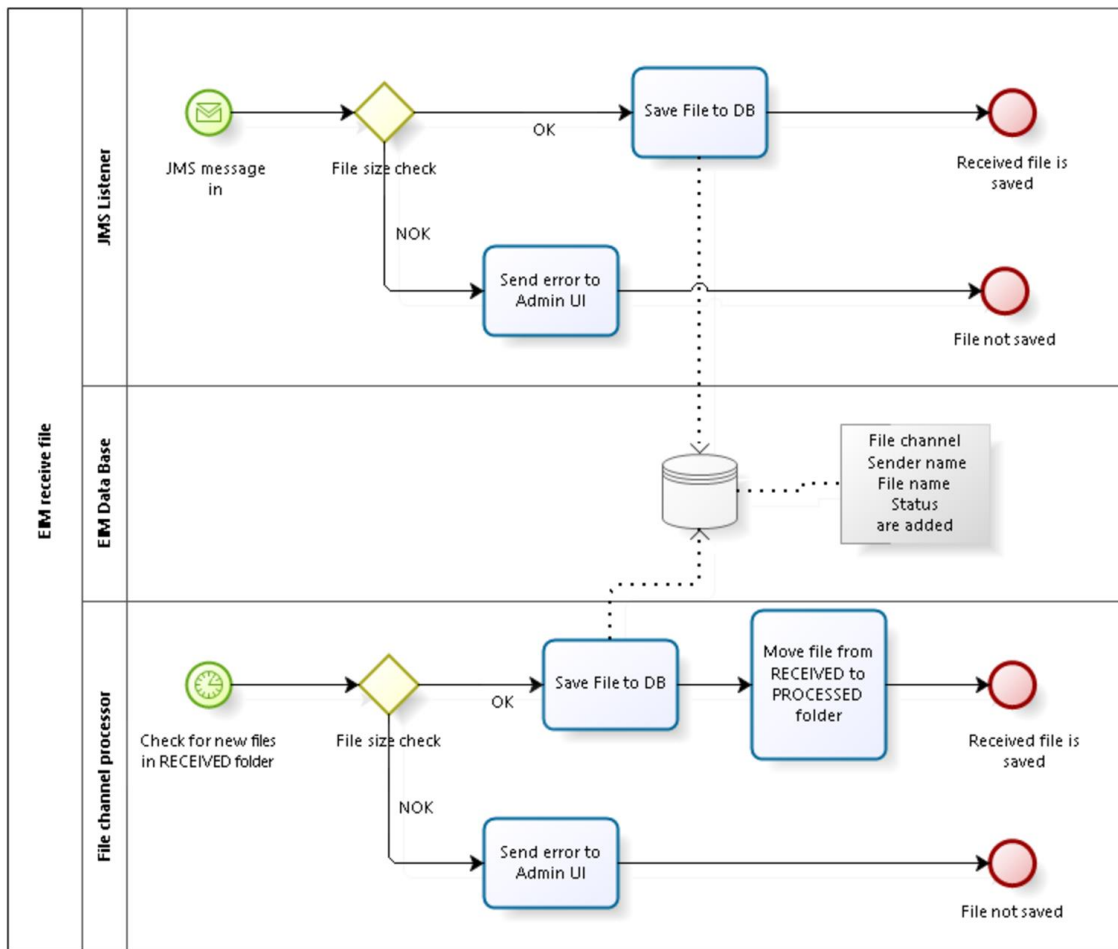 EIM receive file
JMS Listener
JMS message
in
File size check
OK
NOK
Save File to DB
Received file is
saved
Send error to
Admin UI
File not saved
EIM Data Base
File channel
Sender name
File name
Status
are added
File channel processor
Check for new files
in RECEIVED folder
File size check
OK
NOK
Save File to DB
Move file from
RECEIVED to
PROCESSED
folder
Received file is
saved
Send error to
Admin UI
File not saved